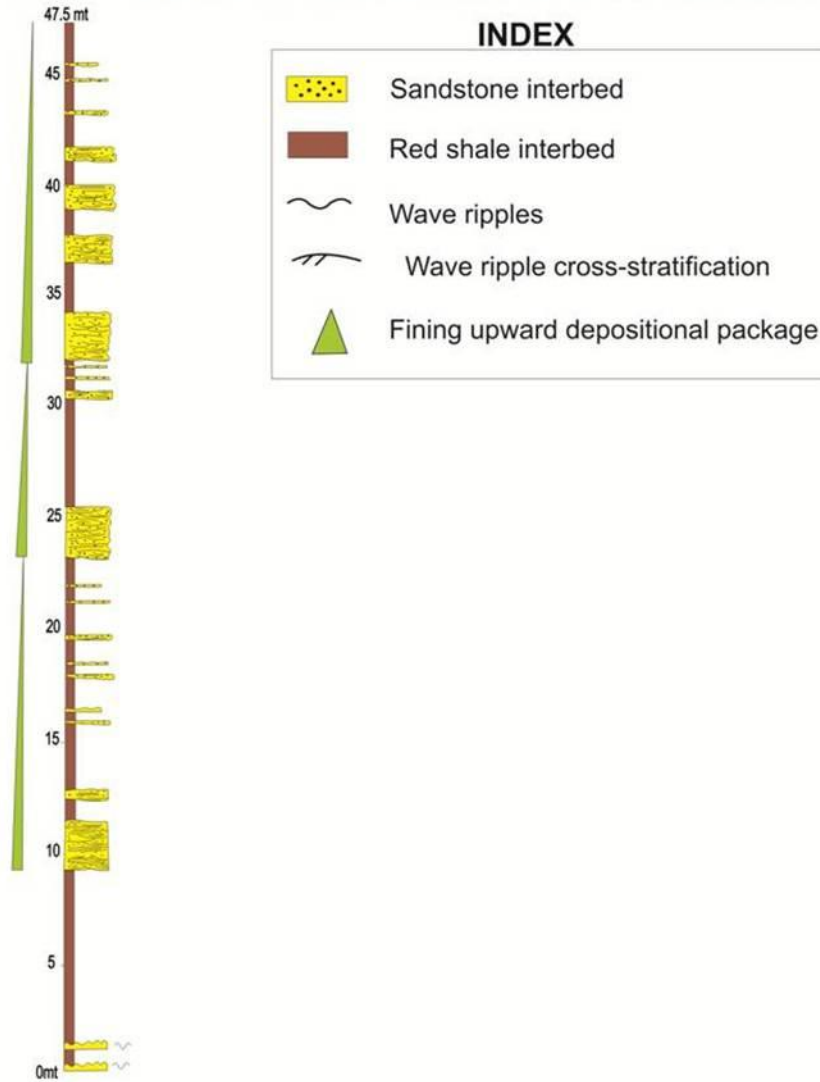 47.5 mt
45
40
35
30
25
20
15
10
5
0mt
INDEX
Sandstone interbed
Red shale interbed
Wave ripples
Wave ripple cross-stratification
Fining upward depositional package